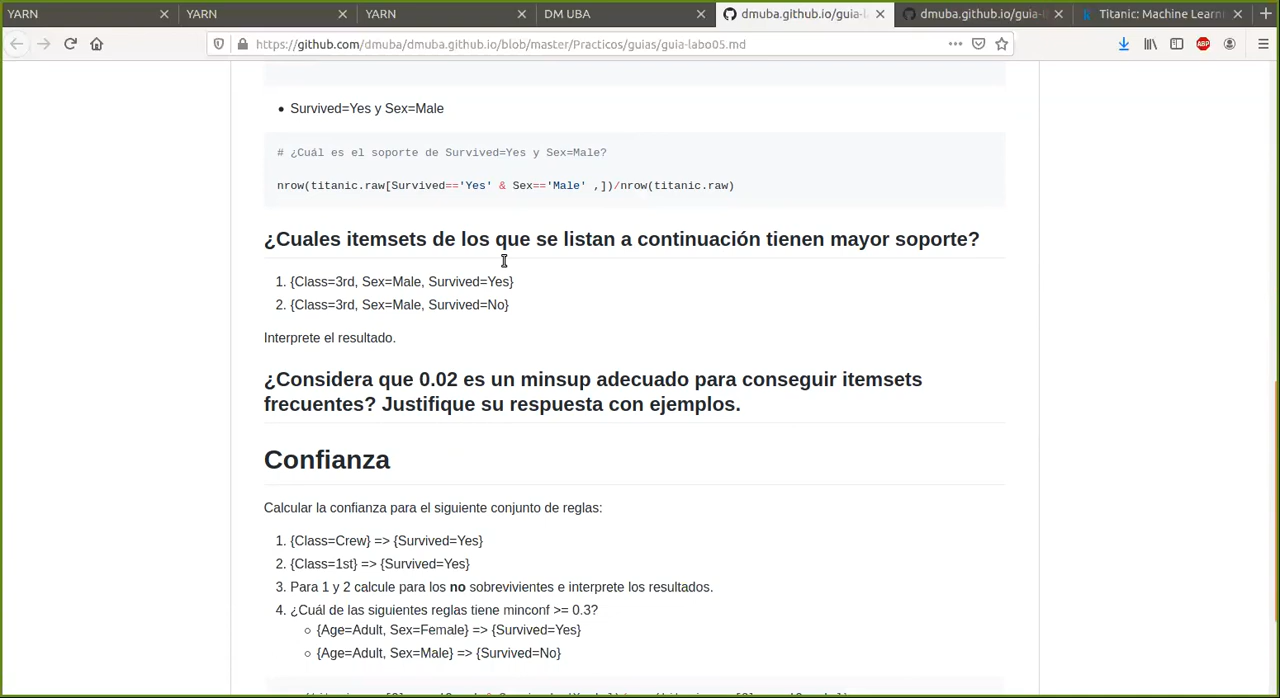 YARN
YARN
YARN
DM UBA
dmuba.github.io/guia-l
dmuba.github.io/guia-l
Titanic: Machine Learni
https://github.com/dmuba/dmuba.github.io/blob/master/Practicos/guias/guia-labo05.md
ABP
Survived=Yes y Sex=Male
# ¿Cuál es el soporte de Survived=Yes y Sex=Male?
nrow(titanic.raw[Survived=='Yes' & Sex=='Male' ,])/nrow(titanic.raw)
¿Cuales itemsets de los que se listan a continuación tienen mayor soporte?
1. {Class=3rd, Sex=Male, Survived=Yes}
2. {Class=3rd, Sex=Male, Survived=No}
Interprete el resultado.
¿Considera que 0.02 es un minsup adecuado para conseguir itemsets
frecuentes? Justifique su respuesta con ejemplos.
Confianza
Calcular la confianza para el siguiente conjunto de reglas:
1. {Class=Crew} => {Survived=Yes}
2. {Class=1st} => {Survived=Yes}
3. Para 1 y 2 calcule para los no sobrevivientes e interprete los resultados.
4. ¿Cuál de las siguientes reglas tiene minconf >= 0.3?
{Age=Adult, Sex=Female} => {Survived=Yes}
{Age=Adult, Sex=Male} => {Survived=No}